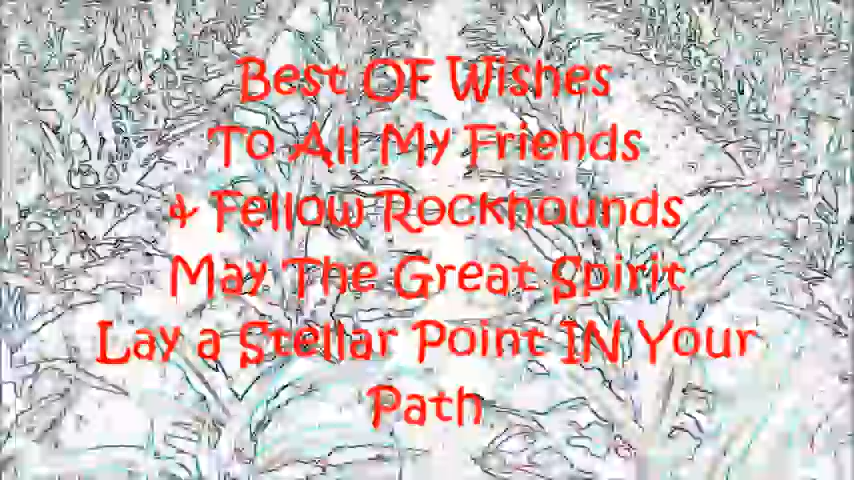 Best OF Wishes
To All My Friends
& Fellow Rockhounds
May The Great Spirit
Lay a Stellar Point IN Your
Path